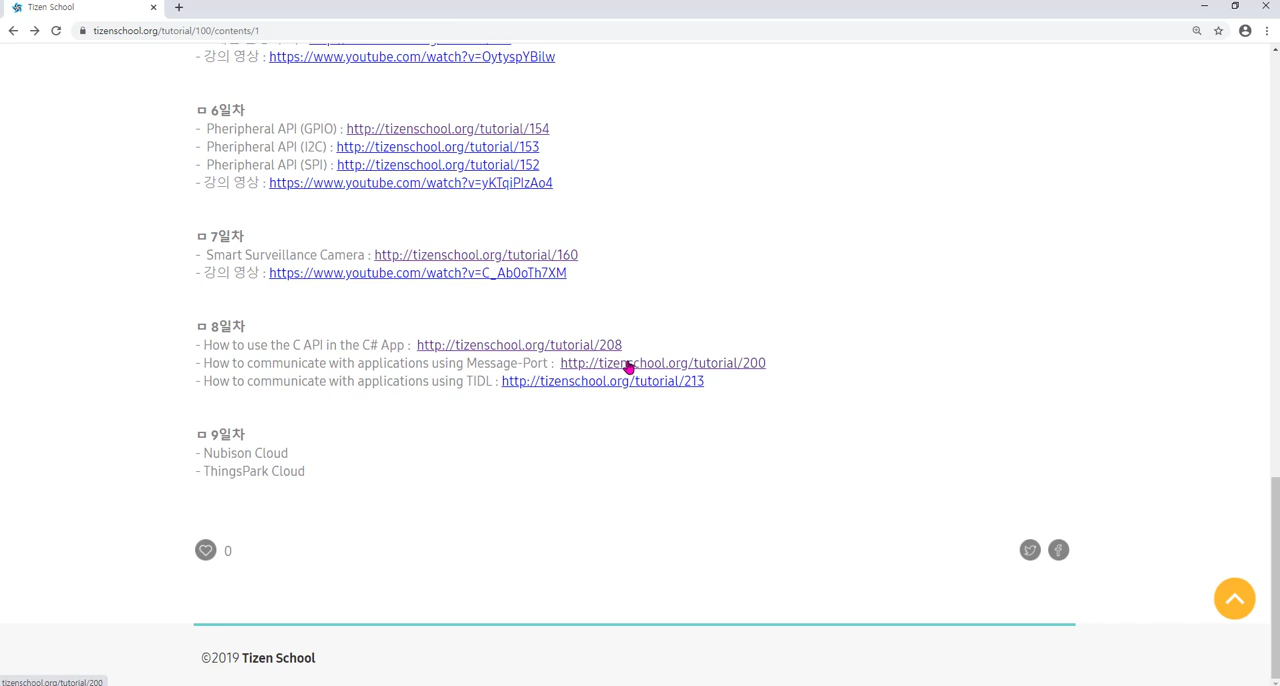 Tizen School
tizenschool.org/tutorial/100/contents/1
- 강의 영상 : https://www.youtube.com/watch?v=OytyspYBilw
ㅁ 6일차
- Pheripheral API (GPIO) : http://tizenschool.org/tutorial/154
- Pheripheral API (I2C) : http://tizenschool.org/tutorial/153
- Pheripheral API (SPI) : http://tizenschool.org/tutorial/152
- 강의 영상 : https://www.youtube.com/watch?v=yKTqiPIzAo4
ㅁ 7일차
- Smart Surveillance Camera : http://tizenschool.org/tutorial/160
- 강의 영상 : https://www.youtube.com/watch?v=C_Ab0oTh7XM
ㅁ 8일차
- How to use the C API in the C# App : http://tizenschool.org/tutorial/208
- How to communicate with applications using Message-Port : http://tizenschool.org/tutorial/200
- How to communicate with applications using TIDL : http://tizenschool.org/tutorial/213
ㅁ 9일차
- Nubison Cloud
- ThingsPark Cloud
0
©2019 Tizen School
tizenschool.org/tutorial/200